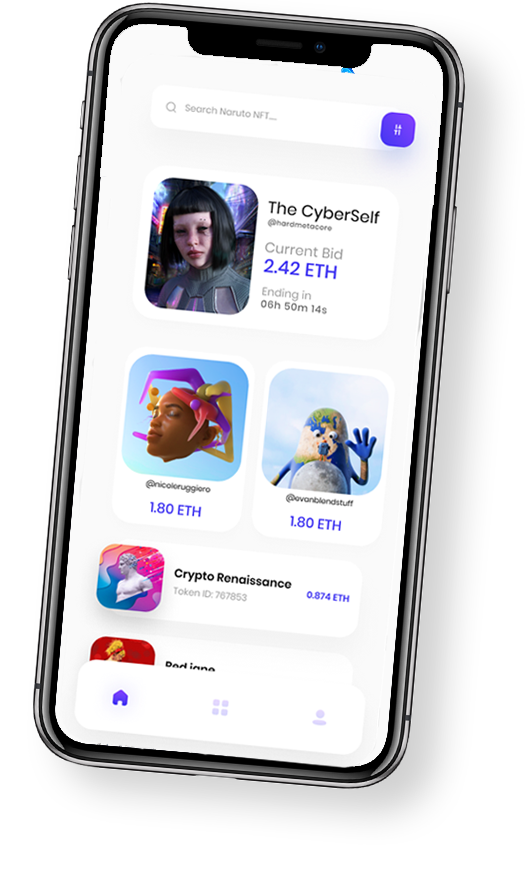 Search Naruto NFT...
The CyberSelf
@hardmetacore
Current Bid
2.42 ETH
Ending in
06h 50m 14s
@nicoleruggiero
1.80 ETH
@evanblendstuff
1.80 ETH
Crypto Renaissance
Token ID: 767853
0.874 ETH
Red jane